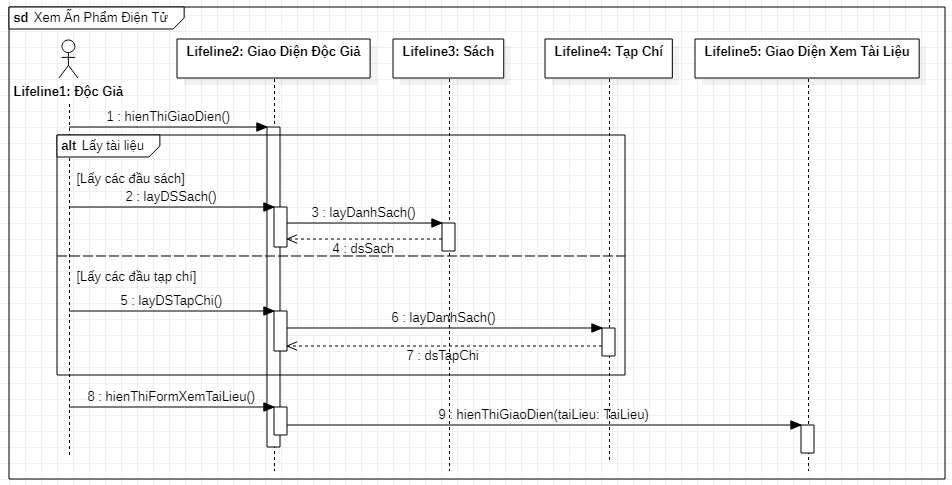 sd Xem Ấn Phẩm Điện Tử
Lifeline1: Độc Giả
Lifeline2: Giao Diện Độc Giả
Lifeline3: Sách
Lifeline4: Tạp Chí
Lifeline5: Giao Diện Xem Tài Liệu
1 : hienThiGiaoDien()
alt Lấy tài liệu
[Lấy các đầu sách]
2 : layDSSach()
3 : layDanhSach()
4 : dsSach
[Lấy các đầu tạp chí]
5 : layDSTapChi()
6 : layDanhSach()
7 : dsTapChi
8 : hienThiFormXemTaiLieu()
9 : hienThiGiaoDien(taiLieu: TaiLieu)